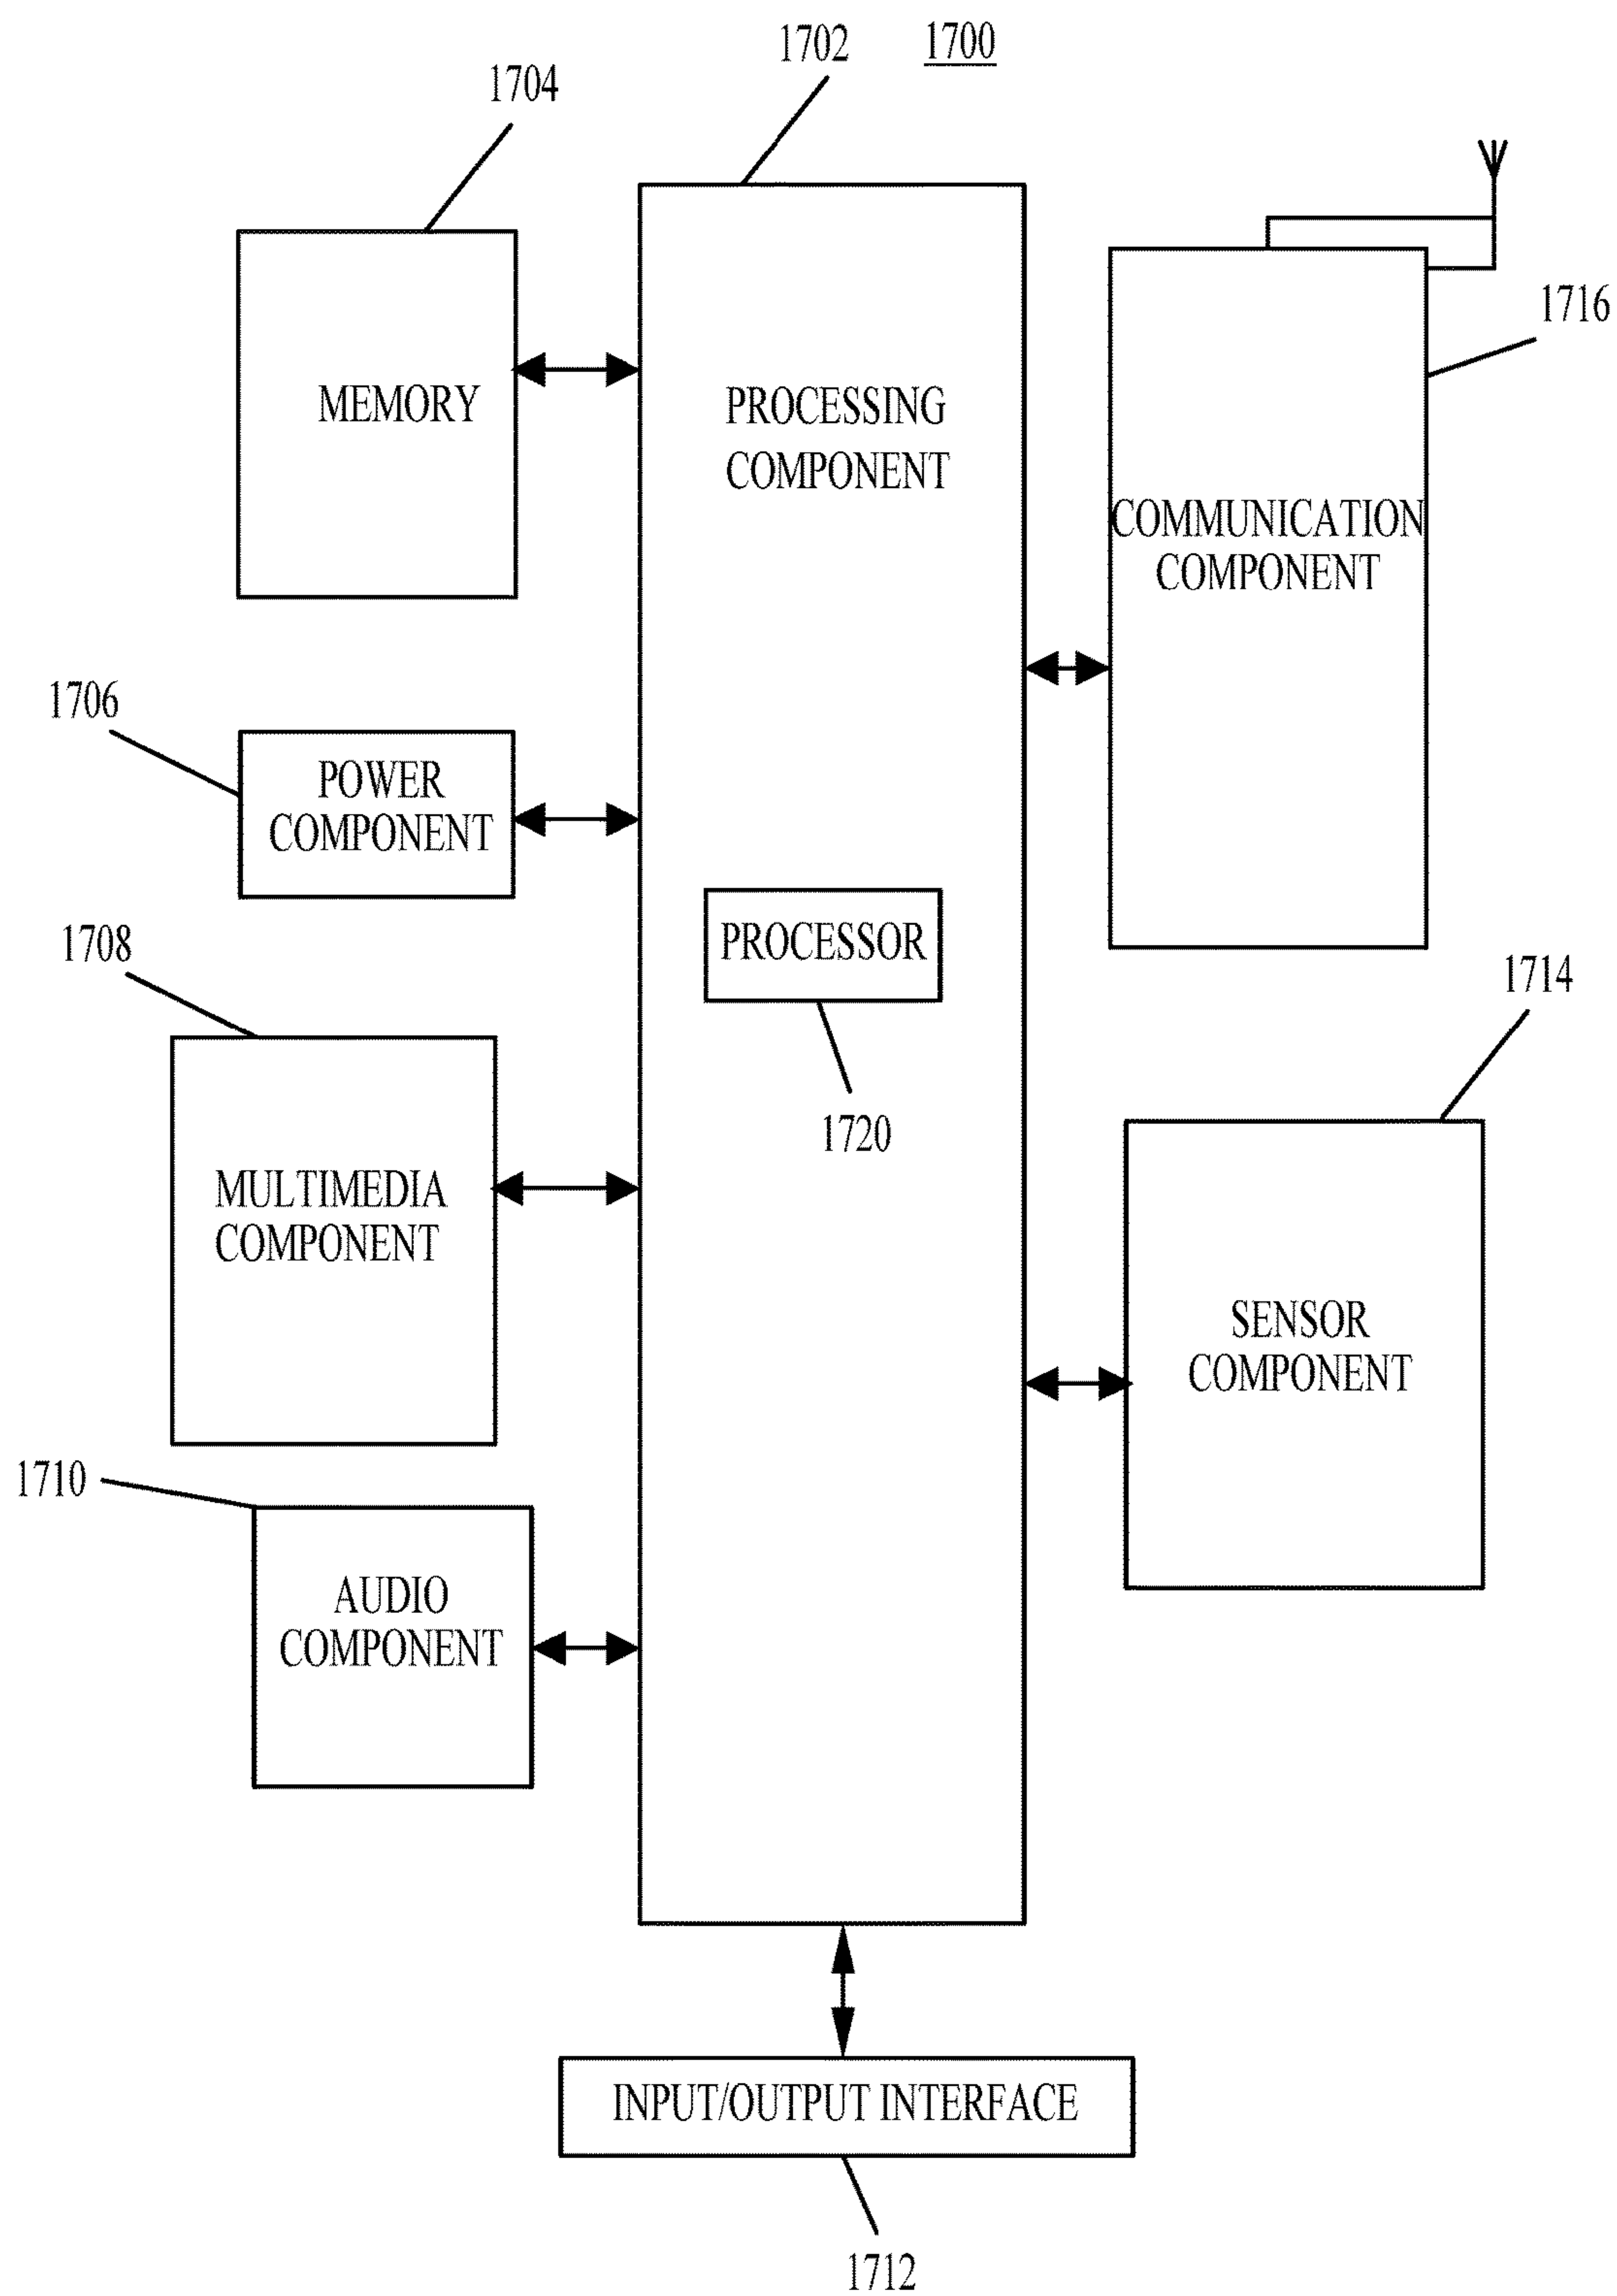 1702
1700
1704
1716
MEMORY
PROCESSING
COMPONENT
COMMUNICATION
COMPONENT
1706
POWER
COMPONENT
PROCESSOR
1708
1714
1720
MULTIMEDIA
COMPONENT
SENSOR
COMPONENT
1710
AUDIO
COMPONENT
INPUT/OUTPUT INTERFACE
1712